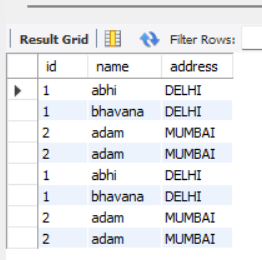 Result Grid Filter Rows:
id name address
1 abhi DELHI
1 bhavana DELHI
2 adam MUMBAI
2 adam MUMBAI
1 abhi DELHI
1 bhavana DELHI
2 adam MUMBAI
2 adam MUMBAI